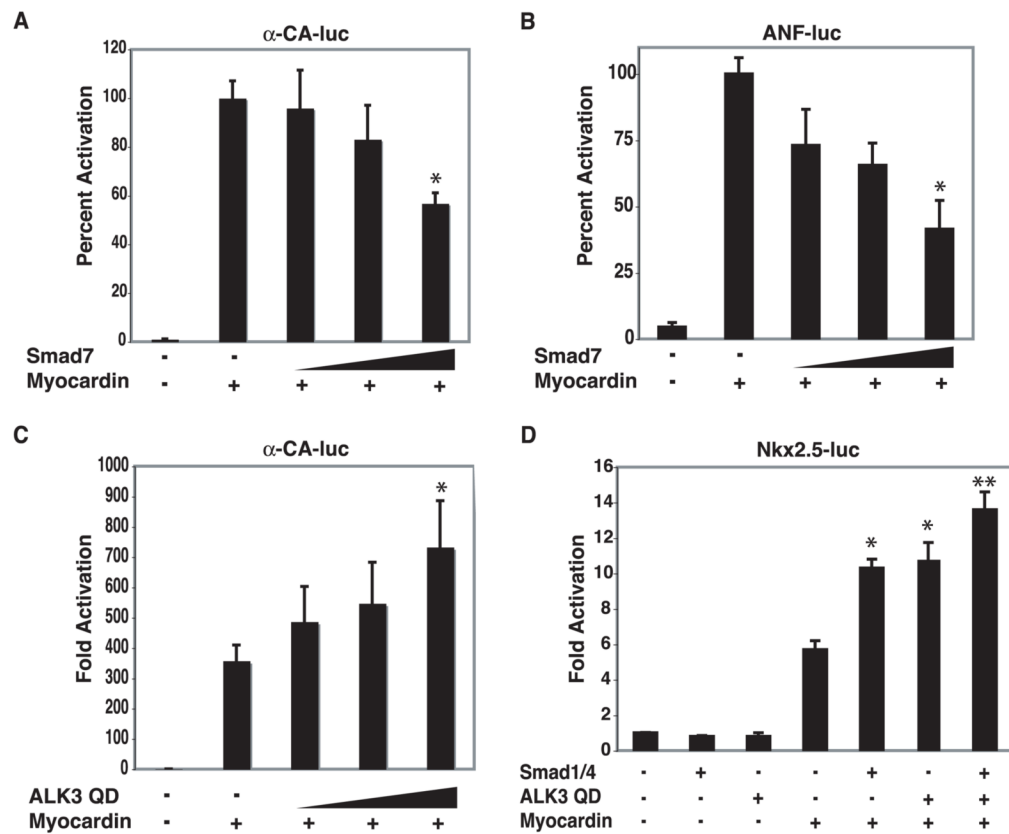 A
α-CA-luc
Percent Activation
120
100
80
60
40
20
0
*
Smad7 - -
Myocardin - + + + +
B
ANF-luc
Percent Activation
100
75
50
25
0
*
Smad7 - -
Myocardin - + + + +
C
α-CA-luc
Fold Activation
1000
900
800
700
600
500
400
300
200
100
0
*
ALK3 QD - -
Myocardin - + + + +
D
Nkx2.5-luc
Fold Activation
16
14
12
10
8
6
4
2
0
* * **
Smad1/4 - + - - + - +
ALK3 QD - - + - - + +
Myocardin - - - + + + +